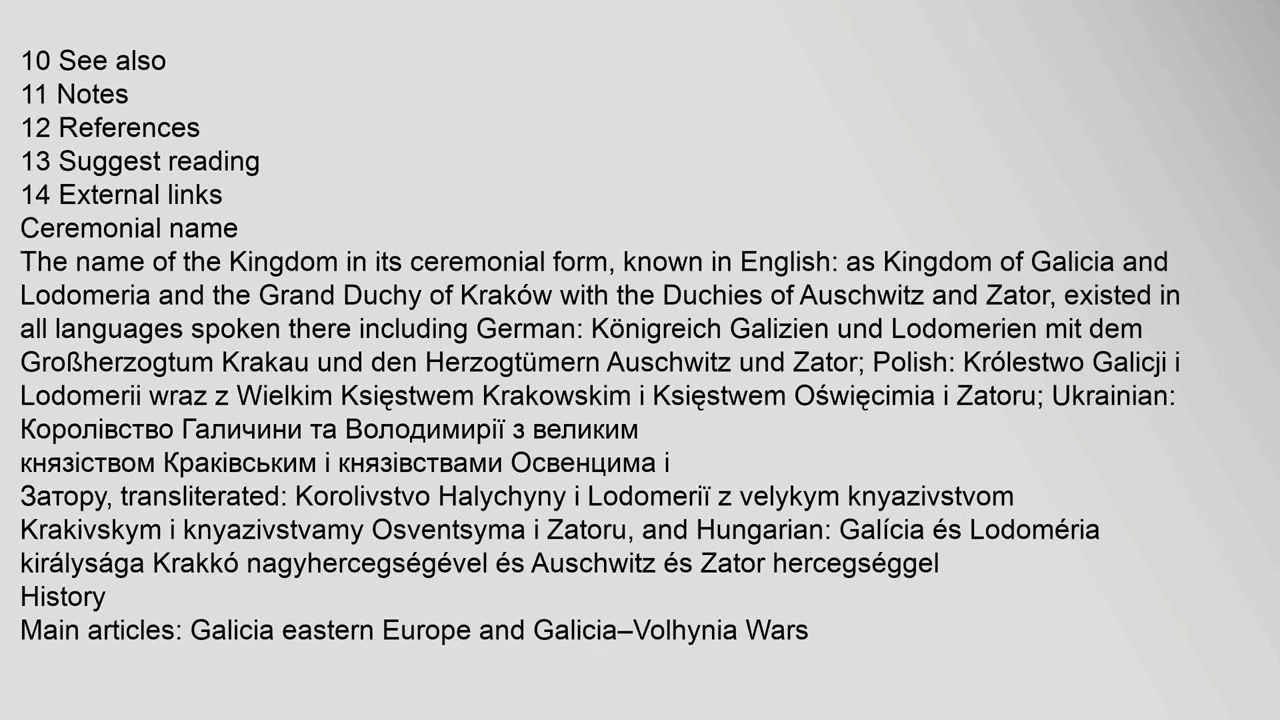 10 See also
11 Notes
12 References
13 Suggest reading
14 External links
Ceremonial name
The name of the Kingdom in its ceremonial form, known in English: as Kingdom of Galicia and
Lodomeria and the Grand Duchy of Kraków with the Duchies of Auschwitz and Zator, existed in
all languages spoken there including German: Königreich Galizien und Lodomerien mit dem
Großherzogtum Krakau und den Herzogtümern Auschwitz und Zator; Polish: Królestwo Galicji i
Lodomerii wraz z Wielkim Księstwem Krakowskim i Księstwem Oświęcimia i Zatoru; Ukrainian:
Королівство Галичини та Володимирії з великим
князіством Краківським і князівствами Освенцима і
Затору, transliterated: Korolivstvo Halychyny i Lodomeriï z velykym knyazivstvom
Krakivskym i knyazivstvamy Osventsyma i Zatoru, and Hungarian: Galícia és Lodoméria
királysága Krakkó nagyhercegségével és Auschwitz és Zator hercegséggel
History
Main articles: Galicia eastern Europe and Galicia–Volhynia Wars